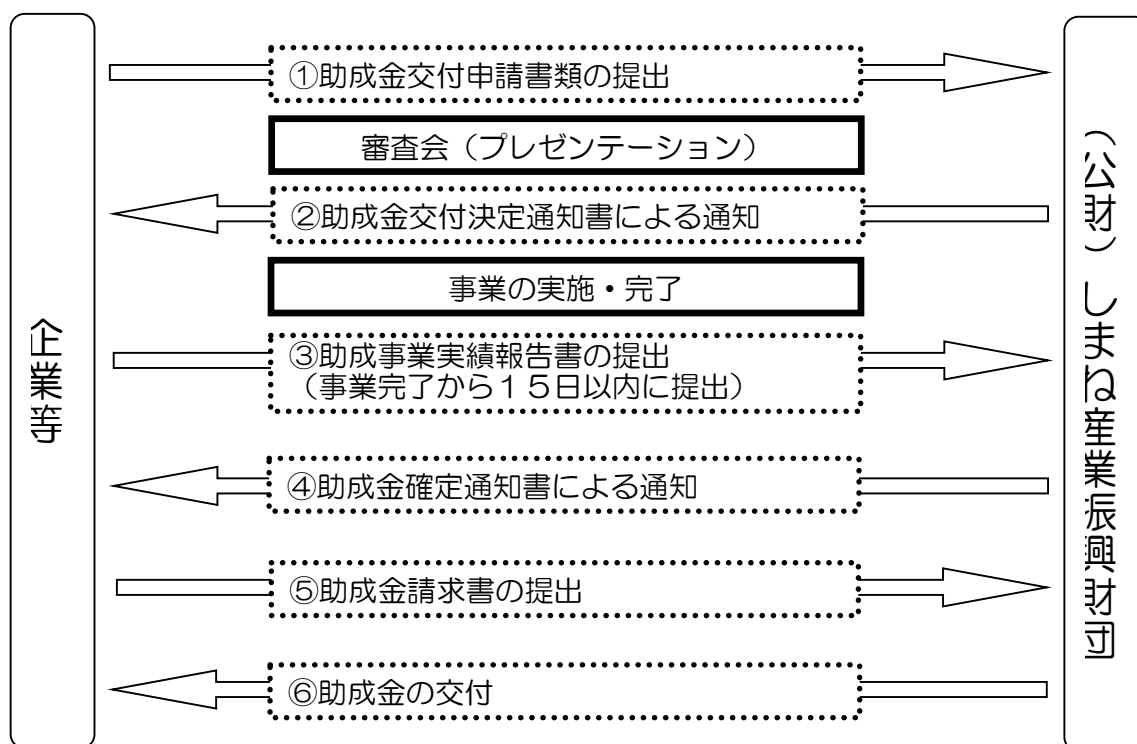 ①助成金交付申請書類の提出
審査会（プレゼンテーション）
②助成金交付決定通知書による通知
事業の実施・完了
③助成事業実績報告書の提出
（事業完了から１５日以内に提出）
④助成金確定通知書による通知
⑤助成金請求書の提出
⑥助成金の交付
企業等
（公財）しまね産業振興財団